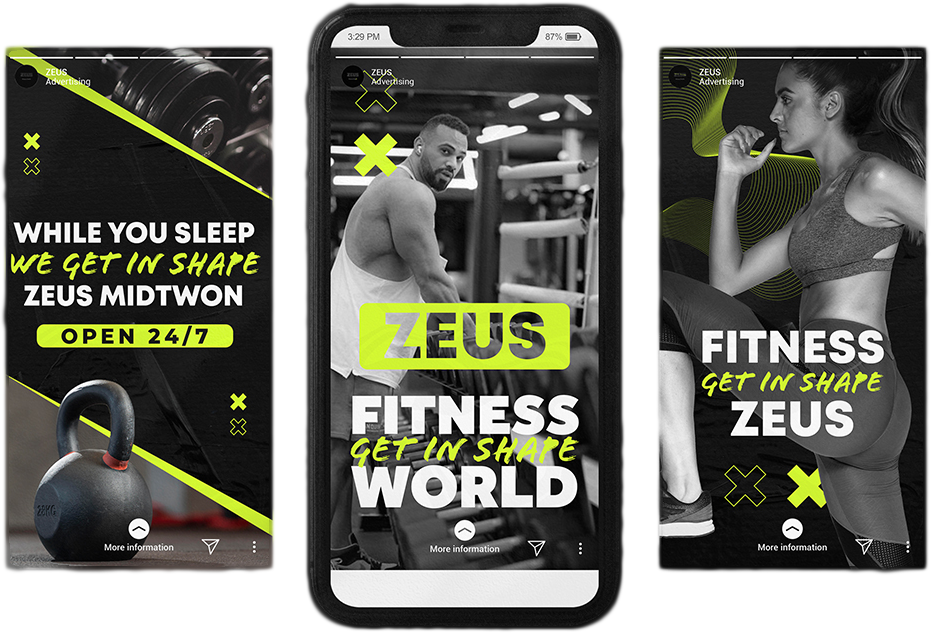 ZEUS
Advertising
WHILE YOU SLEEP
WE GET IN SHAPE
ZEUS MIDTWON
OPEN 24/7
28KG
More information
3:29 PM
87%
ZEUS
Advertising
ZEUS
FITNESS
GET IN SHAPE
WORLD
More information
ZEUS
Advertising
FITNESS
GET IN SHAPE
ZEUS
More information